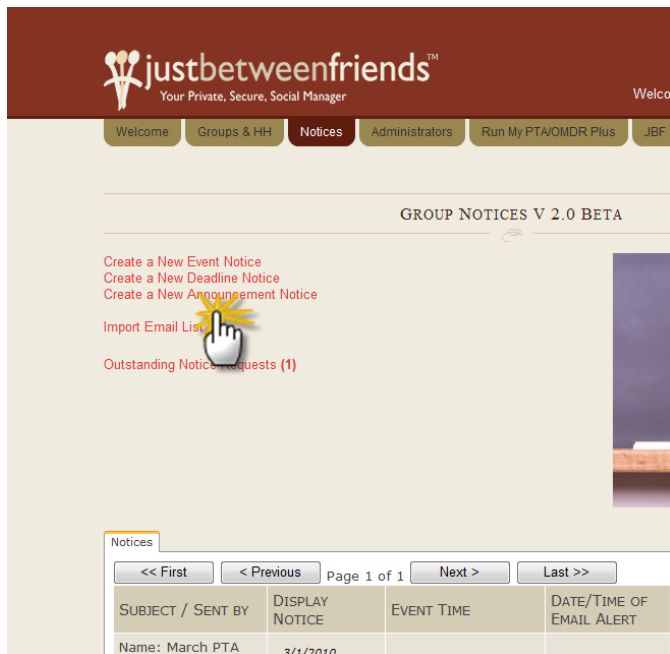 justbetweenfriends™
Your Private, Secure, Social Manager
Welco
Welcome Groups & HH Notices Administrators Run My PTA/OMDR Plus JBF
GROUP NOTICES V 2.0 BETA
Create a New Event Notice
Create a New Deadline Notice
Create a New Announcement Notice
Import Email List
Outstanding Notice Requests (1)
Notices
<< First < Previous Page 1 of 1 Next > Last >>
SUBJECT / SENT BY DISPLAY NOTICE EVENT TIME DATE/TIME OF EMAIL ALERT
Name: March PTA 3/1/2010